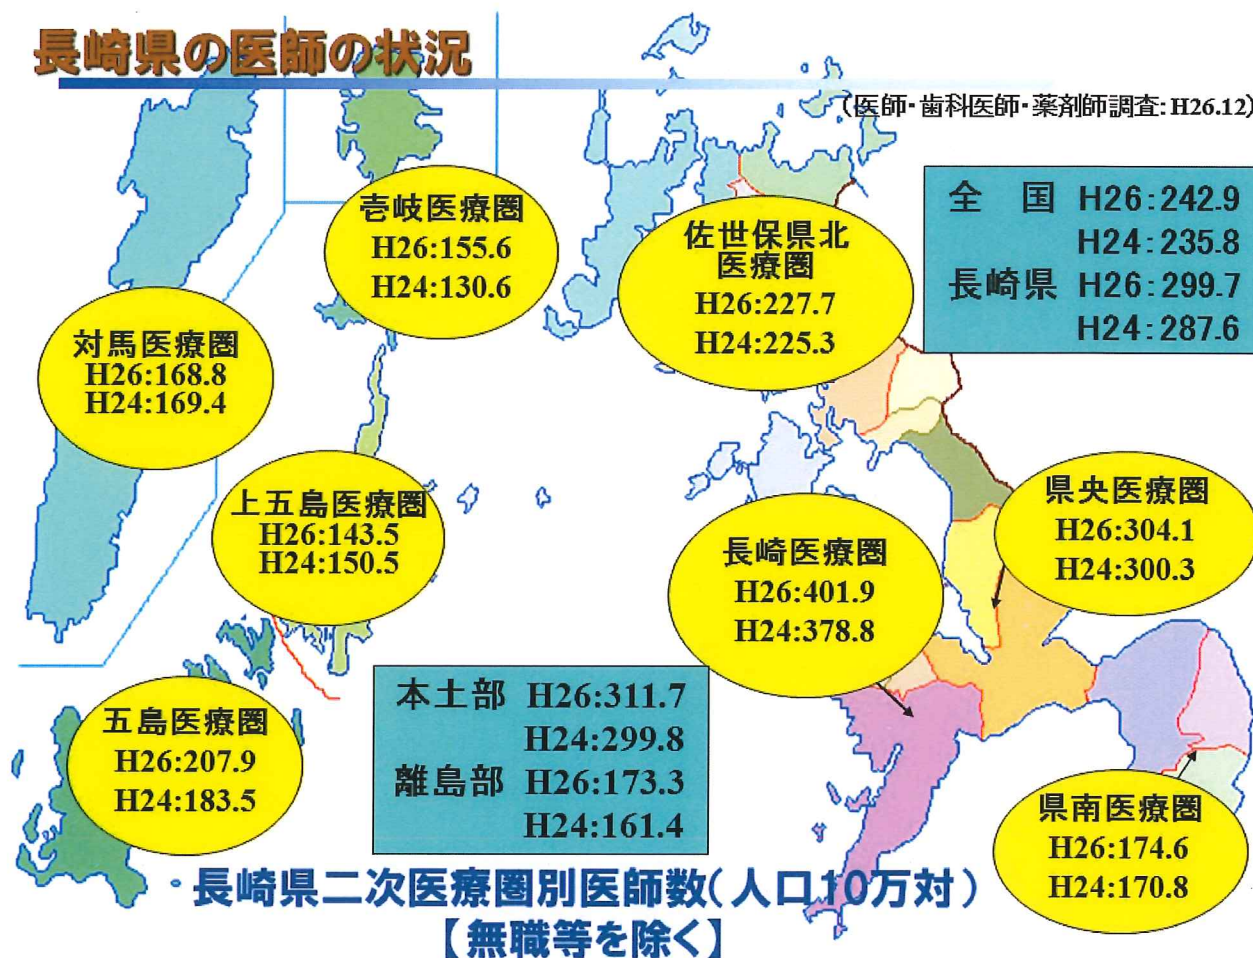 長崎県の医師の状況
(医師・歯科医師・薬剤師調査: H26.12)
全　国 H26:242.9
H24:235.8
長崎県 H26:299.7
H24:287.6
壱岐医療圏
H26:155.6
H24:130.6
佐世保県北
医療圏
H26:227.7
H24:225.3
対馬医療圏
H26:168.8
H24:169.4
上五島医療圏
H26:143.5
H24:150.5
長崎医療圏
H26:401.9
H24:378.8
県央医療圏
H26:304.1
H24:300.3
五島医療圏
H26:207.9
H24:183.5
本土部 H26:311.7
H24:299.8
離島部 H26:173.3
H24:161.4
県南医療圏
H26:174.6
H24:170.8
・長崎県二次医療圏別医師数(人口10万対)
【無職等を除く】